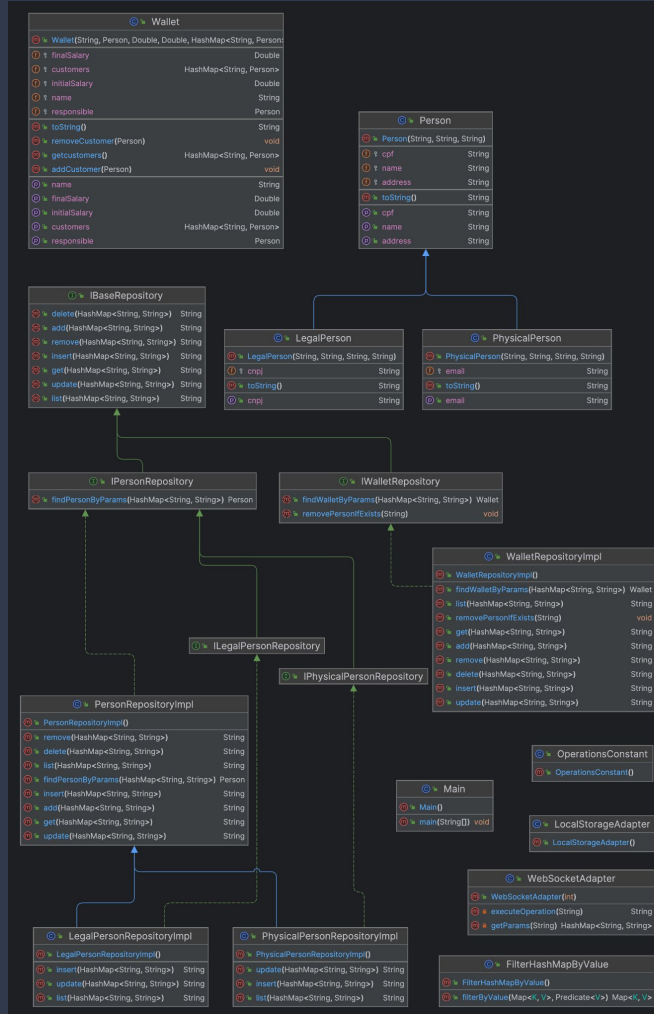 Wallet
Wallet(String, Person, Double, Double, HashMap<String, Person>
finalSalary Double
customers HashMap<String, Person>
initialSalary Double
name String
responsible Person
toString() String
removeCustomer(Person) void
getcustomers() HashMap<String, Person>
addCustomer(Person) void
name String
finalSalary Double
initialSalary Double
customers HashMap<String, Person>
responsible Person
Person
Person(String, String, String)
cpf String
name String
address String
toString() String
cpf String
name String
address String
IBaseRepository
delete(HashMap<String, String>) String
add(HashMap<String, String>) String
remove(HashMap<String, String>) String
insert(HashMap<String, String>) String
get(HashMap<String, String>) String
update(HashMap<String, String>) String
list(HashMap<String, String>) String
LegalPerson
LegalPerson(String, String, String, String)
cnpj String
toString() String
cnpj String
PhysicalPerson
PhysicalPerson(String, String, String, String)
email String
toString() String
email String
IPersonRepository
findPersonByParams(HashMap<String, String>) Person
IWalletRepository
findWalletByParams(HashMap<String, String>) Wallet
removePersonIfExists(String) void
WalletRepositoryImpl
WalletRepositoryImpl()
findWalletByParams(HashMap<String, String>) Wallet
list(HashMap<String, String>) String
removePersonIfExists(String) void
get(HashMap<String, String>) String
add(HashMap<String, String>) String
remove(HashMap<String, String>) String
delete(HashMap<String, String>) String
insert(HashMap<String, String>) String
update(HashMap<String, String>) String
ILegalPersonRepository
IPhysicalPersonRepository
PersonRepositoryImpl
PersonRepositoryImpl()
remove(HashMap<String, String>) String
delete(HashMap<String, String>) String
list(HashMap<String, String>) String
findPersonByParams(HashMap<String, String>) Person
insert(HashMap<String, String>) String
add(HashMap<String, String>) String
get(HashMap<String, String>) String
update(HashMap<String, String>) String
OperationsConstant
OperationsConstant()
Main
Main()
main(String[]) void
LocalStorageAdapter
LocalStorageAdapter()
WebSocketAdapter
WebSocketAdapter(int)
executeOperation(String) String
getParams(String) HashMap<String, String>
LegalPersonRepositoryImpl
LegalPersonRepositoryImpl()
insert(HashMap<String, String>) String
update(HashMap<String, String>) String
list(HashMap<String, String>) String
PhysicalPersonRepositoryImpl
PhysicalPersonRepositoryImpl()
update(HashMap<String, String>) String
insert(HashMap<String, String>) String
list(HashMap<String, String>) String
FilterHashMapByValue
FilterHashMapByValue()
filterByValue(Map<K, V>, Predicate<V>) Map<K, V>